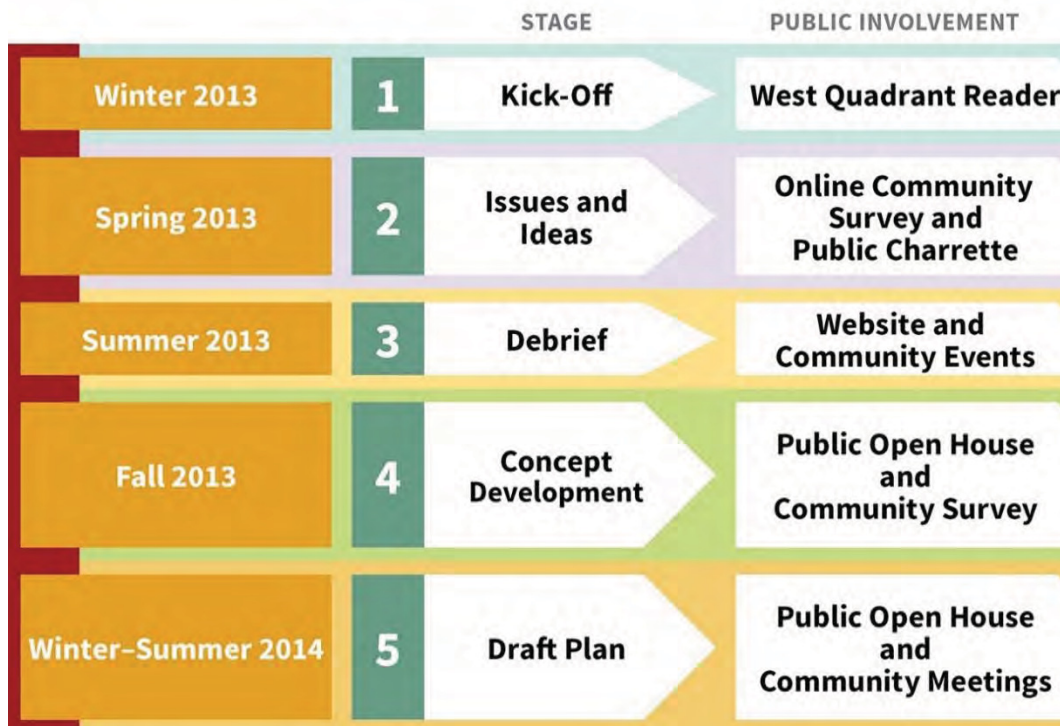 STAGE PUBLIC INVOLVEMENT
Winter 2013 1 Kick-Off West Quadrant Reader
Spring 2013 2 Issues and
Ideas
Online Community
Survey and
Public Charrette
Summer 2013 3 Debrief
Website and
Community Events
Fall 2013 4 Concept
Development
Public Open House
and
Community Survey
Winter–Summer 2014 5 Draft Plan
Public Open House
and
Community Meetings